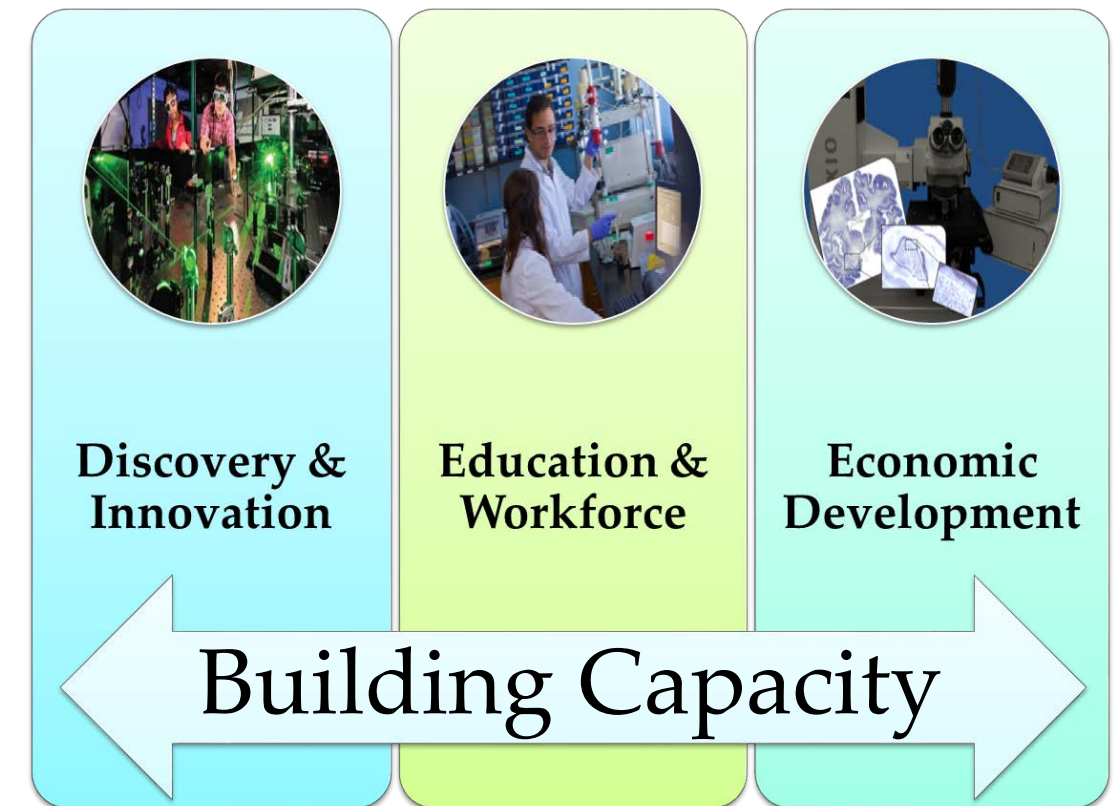 Discovery &
Innovation
Education &
Workforce
Economic
Development
Building Capacity